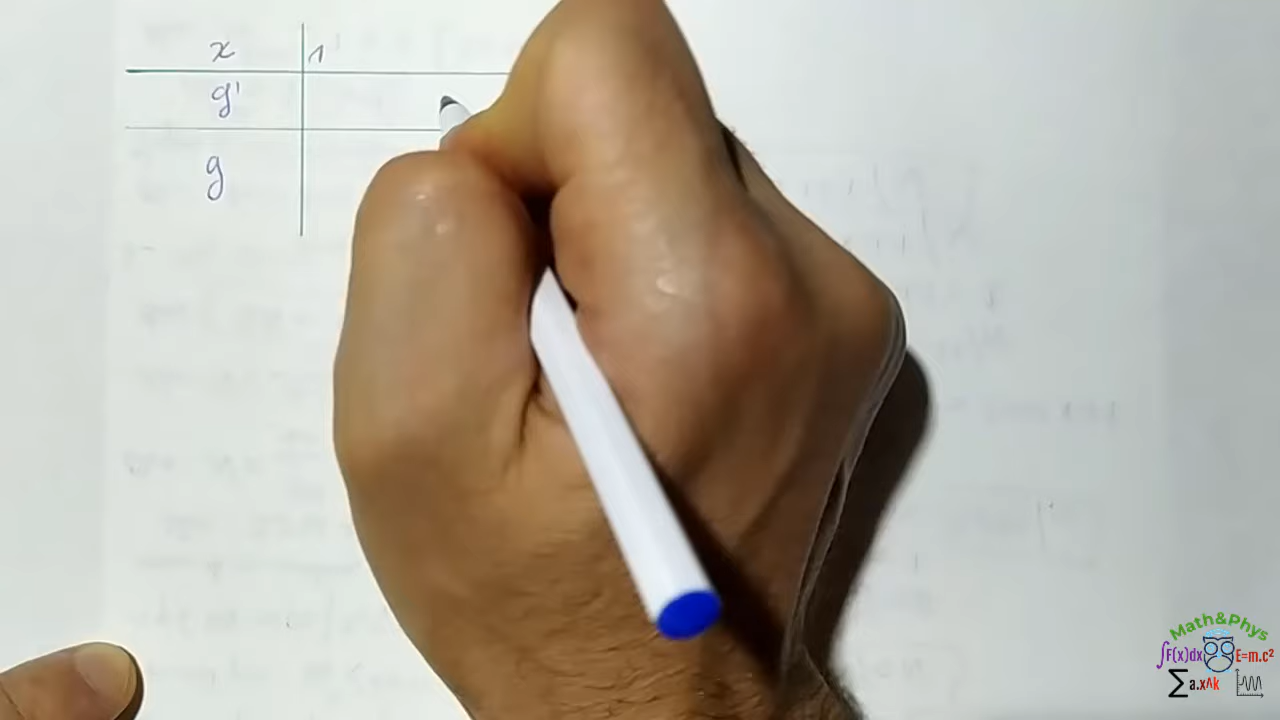 x 1
g'
g
Math&Phys
∫F(x)dx E=m.c²
∑ a.x^k